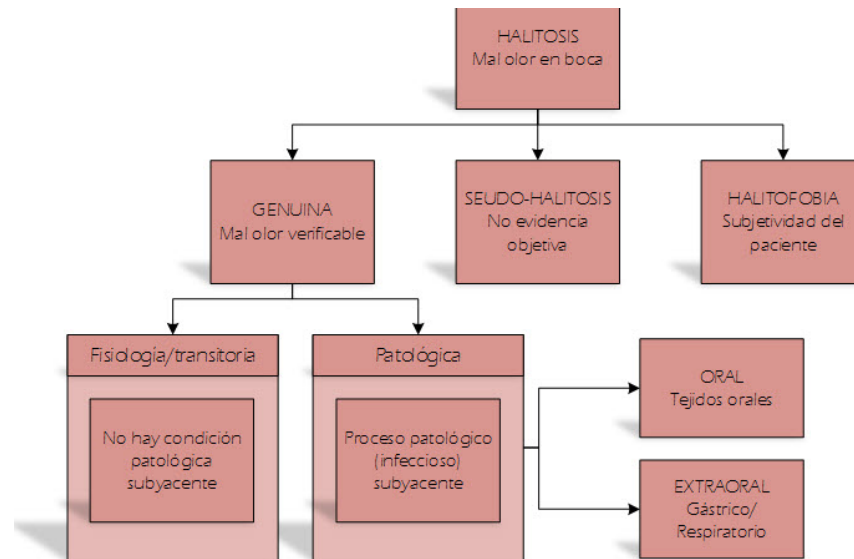 HALITOSIS
Mal olor en boca
GENUINA
Mal olor verificable
SEUDO-HALITOSIS
No evidencia
objetiva
HALITOFOBIA
Subjetividad del
paciente
Fisiología/transitoria
No hay condición
patológica
subyacente
Patológica
Proceso patológico
(infeccioso)
subyacente
ORAL
Tejidos orales
EXTRAORAL
Gástrico/
Respiratorio